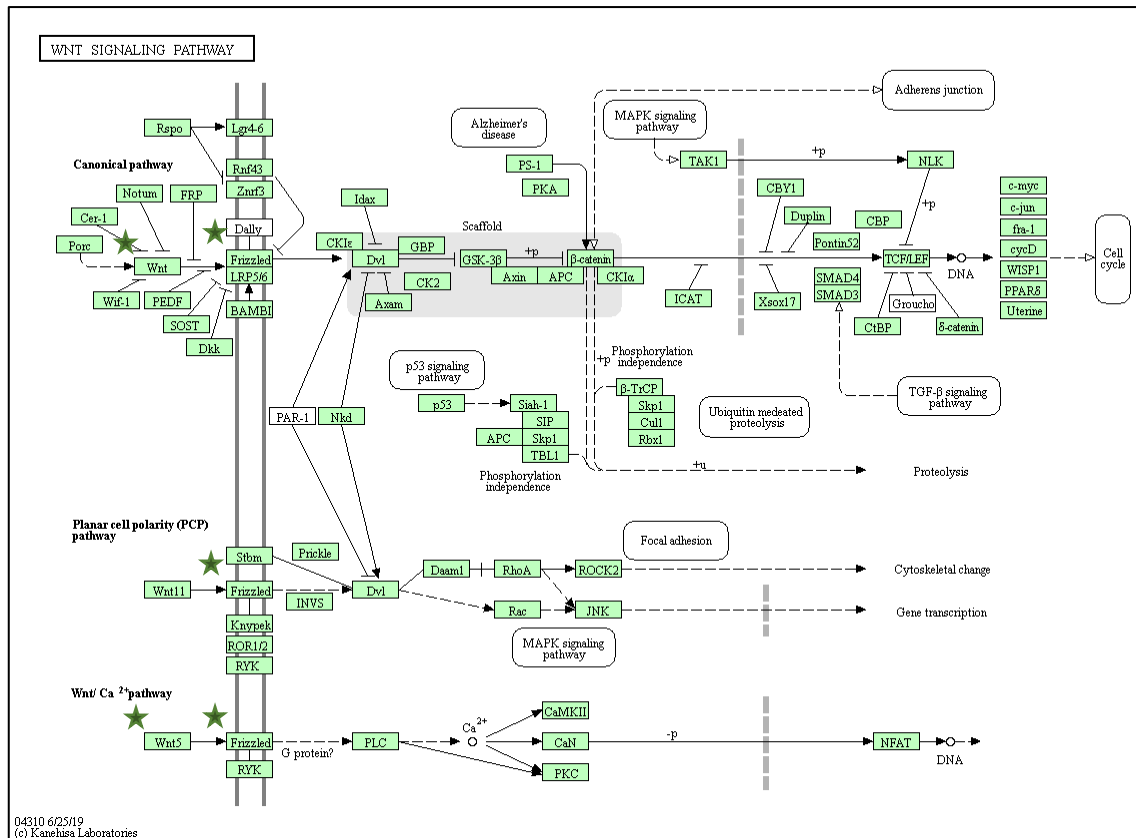 WNT SIGNALING PATHWAY
Rspo
Lgr4-6
Canonical pathway
Rnf43
Znrf3
Notum
FRP
Cer-1
Porc
Wnt
Dally
Frizzled
LRP5/6
BAMBI
Wif-1
PEDF
SOST
Dkk
Idax
CKIε
Dvl
GBP
CK2
Axam
Scaffold
GSK-3β
+p
β-catenin
Axin
APC
CKIα
Alzheimer's
disease
PS-1
PKA
MAPK signaling
pathway
Adherens junction
TAK1
+p
NLK
+p
CBY1
Duplin
Pontin52
CBP
ICAT
Xsox17
TCF/LEF
SMAD4
SMAD3
Groucho
CtBP
δ-catenin
DNA
c-myc
c-jun
fra-1
cycD
WISP1
PPARδ
Uterine
Cell
cycle
TGF-β signaling
pathway
p53 signaling
pathway
p53
Siah-1
SIP
APC
Skp1
TBL1
Phosphorylation
independence
+p
Phosphorylation
independence
β-TrCP
Skp1
Cul1
Rbx1
Ubiquitin medeated
proteolysis
+u
Proteolysis
PAR-1
Nkd
Planar cell polarity (PCP)
pathway
Stbm
Prickle
Wnt11
Frizzled
INVS
Knypek
ROR1/2
RYK
Dvl
Daam1
RhoA
ROCK2
Rac
JNK
Focal adhesion
Cytoskeletal change
Gene transcription
MAPK signaling
pathway
Wnt/ Ca 2+pathway
Wnt5
Frizzled
RYK
G protein?
PLC
Ca2+
CaMKII
CaN
PKC
-p
NFAT
DNA
04310 6/25/19
(c) Kanehisa Laboratories